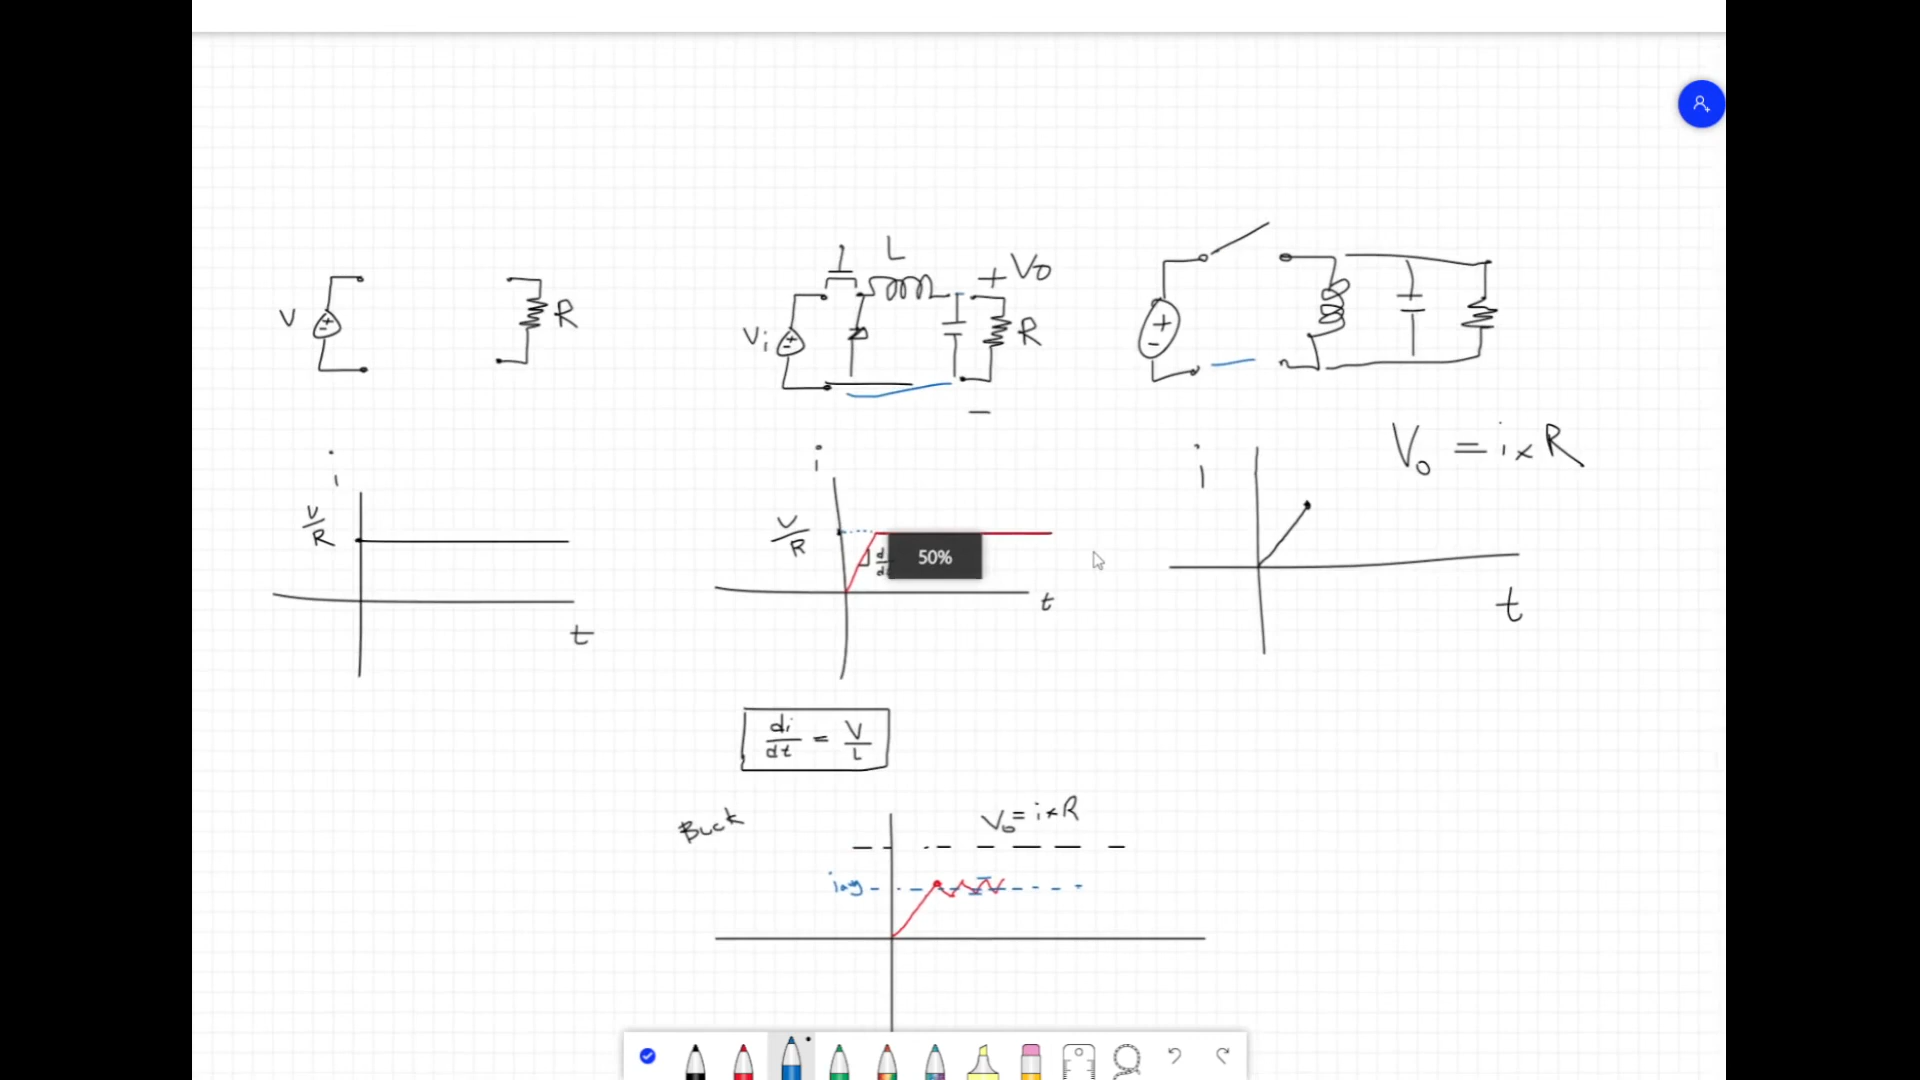 V
+
-
R
Vi
+
-
L
+ Vo
R
-
+
-
i
V/R
t
i
V/R
50%
t
i
Vo = i x R
t
di/dt = V/L
Buck
Vo = i x R
iavg